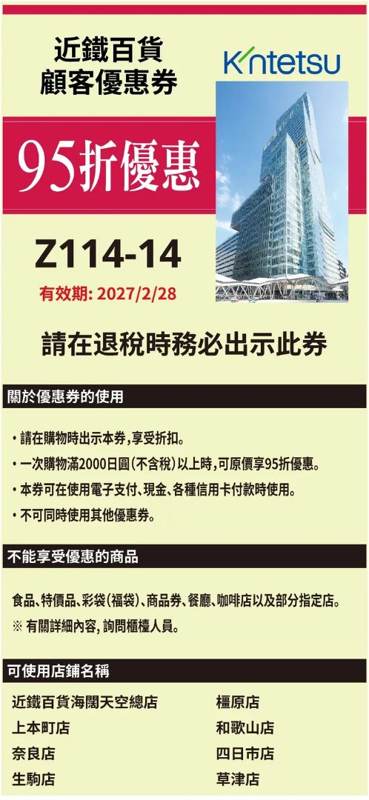 近鐵百貨
顧客優惠券
Kintetsu
95折優惠
Z114-14
有效期: 2027/2/28
請在退稅時務必出示此券
關於優惠券的使用
・請在購物時出示本券,享受折扣。
・一次購物滿2000日圓(不含稅)以上時,可原價享95折優惠。
・本券可在使用電子支付、現金、各種信用卡付款時使用。
・不可同時使用其他優惠券。
不能享受優惠的商品
食品、特價品、彩袋(福袋)、商品券、餐廳、咖啡店以及部分指定店。
※ 有關詳細內容, 詢問櫃檯人員。
可使用店鋪名稱
近鐵百貨海闊天空總店
橿原店
上本町店
和歌山店
奈良店
四日市店
生駒店
草津店